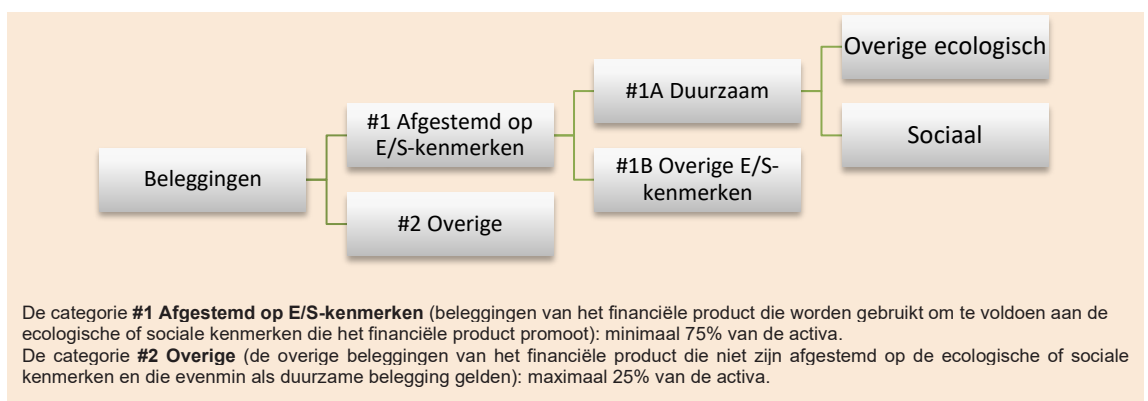 Overige ecologisch
#1A Duurzaam
#1 Afgestemd op
E/S-kenmerken
Sociaal
#1B Overige E/S-
kenmerken
Beleggingen
#2 Overige
De categorie #1 Afgestemd op E/S-kenmerken (beleggingen van het financiële product die worden gebruikt om te voldoen aan de
ecologische of sociale kenmerken die het financiële product promoot): minimaal 75% van de activa.
De categorie #2 Overige (de overige beleggingen van het financiële product die niet zijn afgestemd op de ecologische of sociale
kenmerken en die evenmin als duurzame belegging gelden): maximaal 25% van de activa.